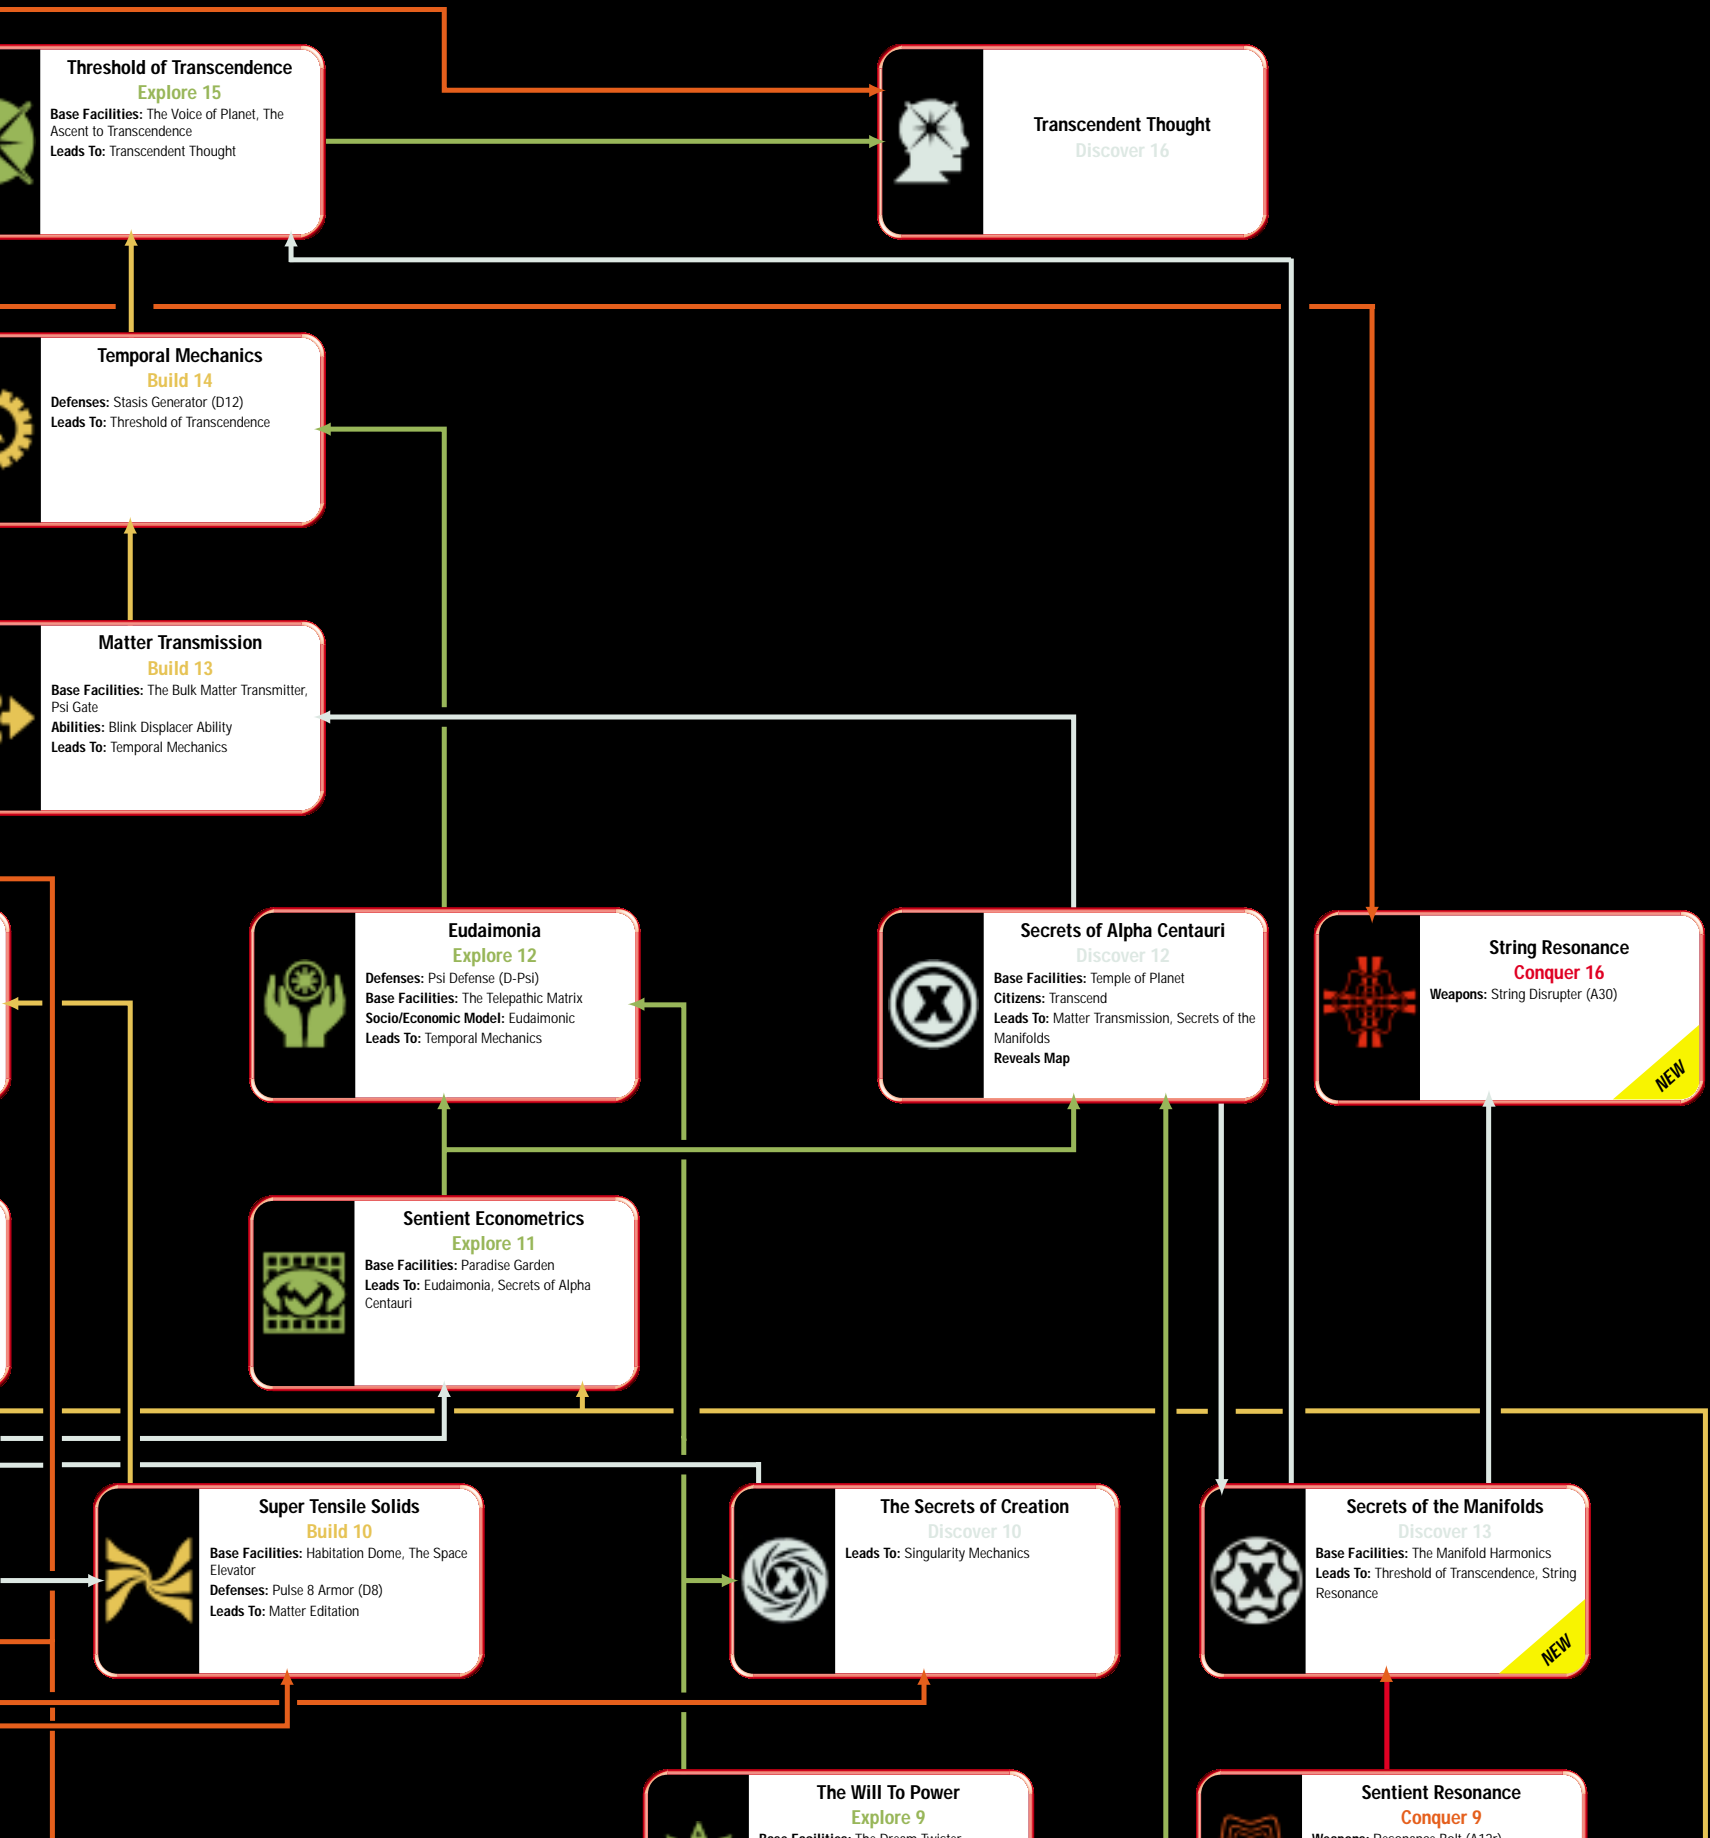 Threshold of Transcendence
Explore 15
Base Facilities: The Voice of Planet, The
Ascent to Transcendence
Leads To: Transcendent Thought
Transcendent Thought
Discover 16
Temporal Mechanics
Build 14
Defenses: Stasis Generator (D12)
Leads To: Threshold of Transcendence
Matter Transmission
Build 13
Base Facilities: The Bulk Matter Transmitter,
Psi Gate
Abilities: Blink Displacer Ability
Leads To: Temporal Mechanics
Eudaimonia
Explore 12
Defenses: Psi Defense (D-Psi)
Base Facilities: The Telepathic Matrix
Socio/Economic Model: Eudaimonic
Leads To: Temporal Mechanics
Secrets of Alpha Centauri
Discover 12
Base Facilities: Temple of Planet
Citizens: Transcend
Leads To: Matter Transmission, Secrets of the
Manifolds
Reveals Map
String Resonance
Conquer 16
Weapons: String Disrupter (A30)
NEW
Sentient Econometrics
Explore 11
Base Facilities: Paradise Garden
Leads To: Eudaimonia, Secrets of Alpha
Centauri
Super Tensile Solids
Build 10
Base Facilities: Habitation Dome, The Space
Elevator
Defenses: Pulse 8 Armor (D8)
Leads To: Matter Editation
The Secrets of Creation
Discover 10
Leads To: Singularity Mechanics
Secrets of the Manifolds
Discover 13
Base Facilities: The Manifold Harmonics
Leads To: Threshold of Transcendence, String
Resonance
NEW
The Will To Power
Explore 9
Base Facilities: The Dream Twister
Sentient Resonance
Conquer 9
Weapons: Resonance Bolt (A12r)